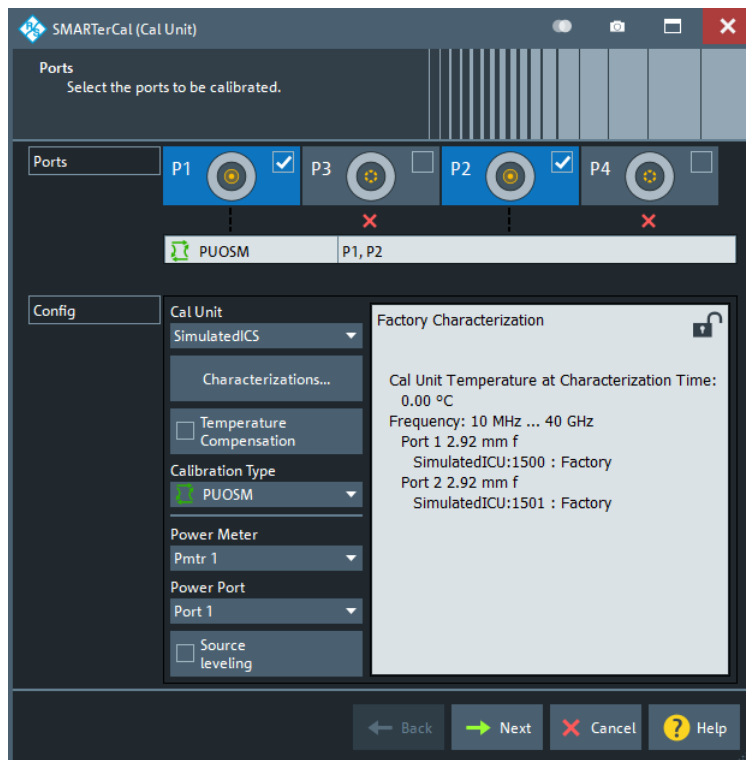 SMARTerCal (Cal Unit)
Ports
Select the ports to be calibrated.
Ports
P1
P3
P2
P4
PUOSM
P1, P2
Config
Cal Unit
SimulatedICS
Characterizations...
Temperature
Compensation
Calibration Type
PUOSM
Power Meter
Pmtr 1
Power Port
Port 1
Source
leveling
Factory Characterization
Cal Unit Temperature at Characterization Time:
0.00 °C
Frequency: 10 MHz ... 40 GHz
Port 1 2.92 mm f
SimulatedICU:1500 : Factory
Port 2 2.92 mm f
SimulatedICU:1501 : Factory
Back
Next
Cancel
? Help